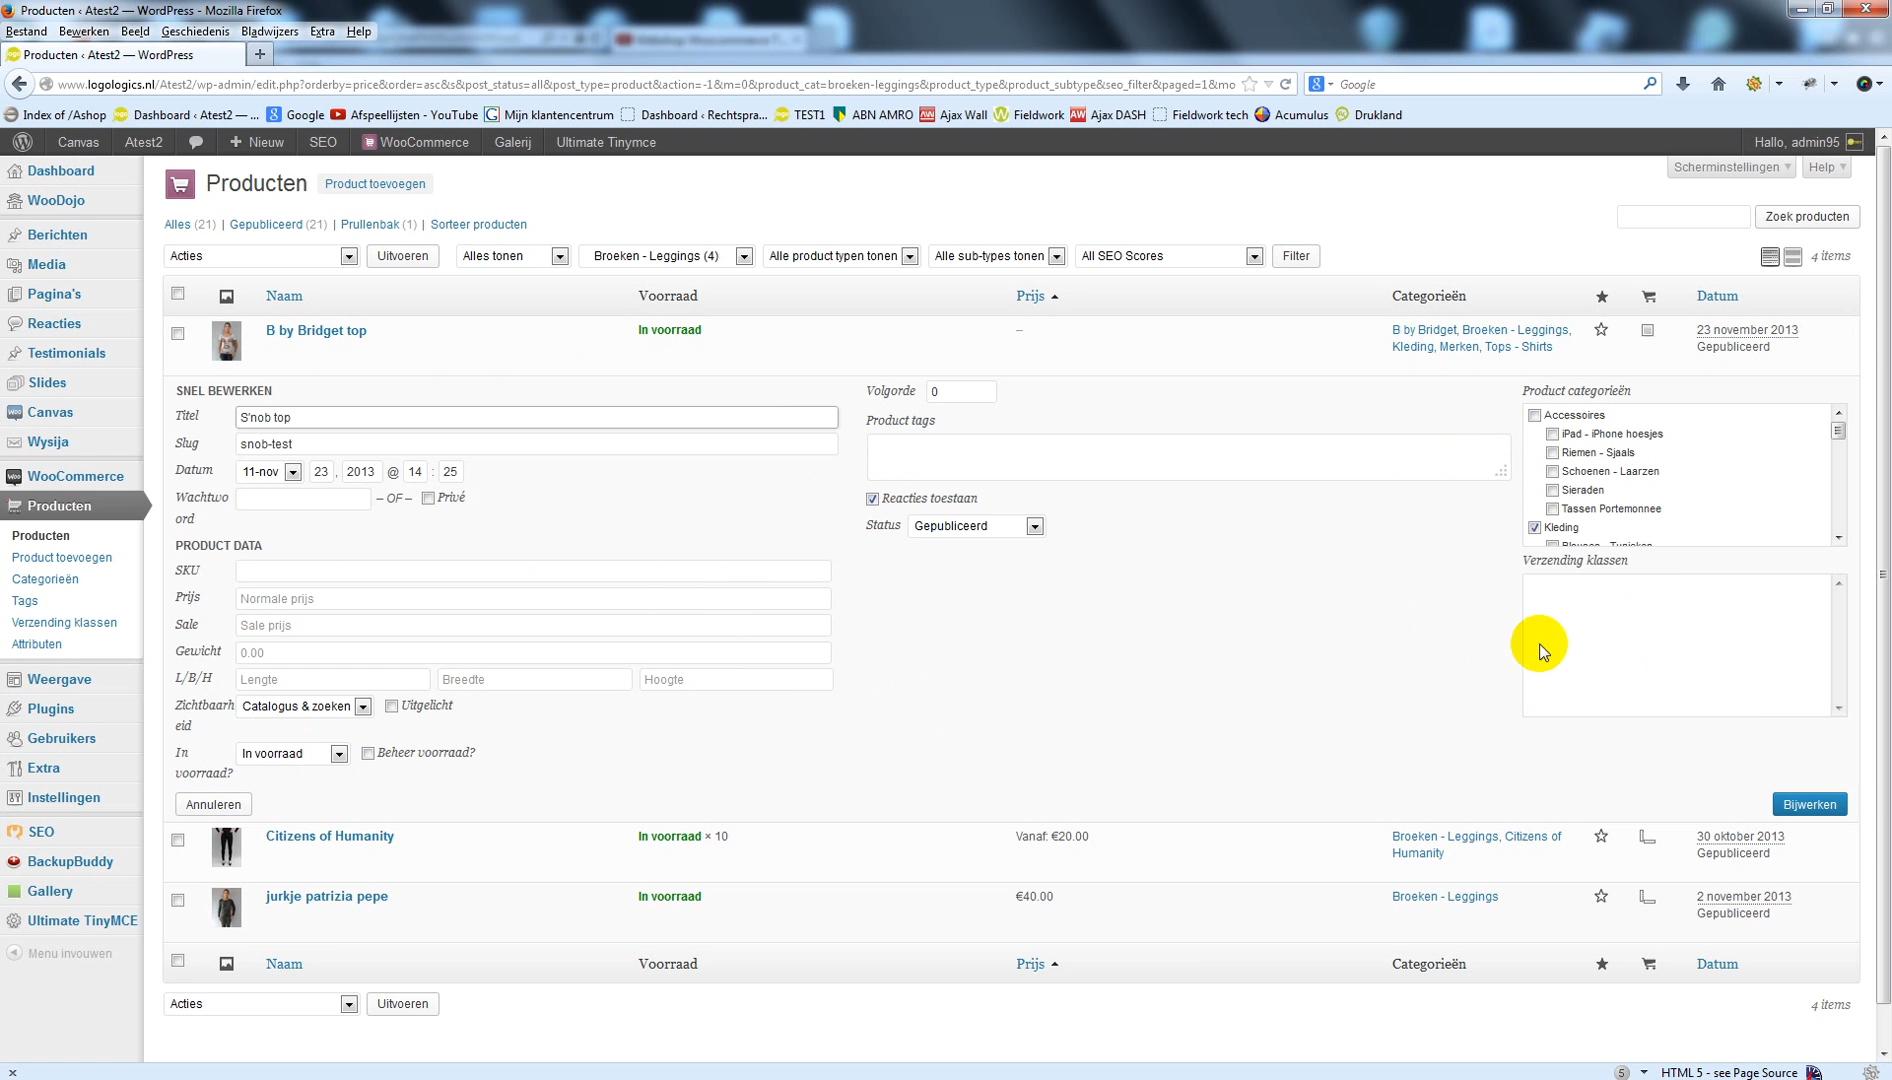 Producten ‹ Atest2 — WordPress - Mozilla Firefox
Bestand Bewerken Beeld Geschiedenis Bladwijzers Extra Help
Producten ‹ Atest2 — WordPress
www.logologics.nl/Atest2/wp-admin/edit.php?orderby=price&order=asc&s&post_status=all&post_type=product&action=-1&m=0&product_cat=broeken-leggings&product_type&product_subtype&seo_filter&paged=1&mo Google
Index of /Ashop Dashboard ‹ Atest2 —... Google Afspeellijsten - YouTube Mijn klantencentrum Dashboard ‹ Rechtspra... TEST1 ABN AMRO Ajax Wall Fieldwork Ajax DASH Fieldwork tech Acumulus Drukland
Canvas Atest2 Nieuw SEO WooCommerce Galerij Ultimate Tinymce Hallo, admin95
Scherminstellingen Help
Dashboard
WooDojo
Berichten
Media
Pagina's
Reacties
Testimonials
Slides
Canvas
Wysija
WooCommerce
Producten
Producten
Product toevoegen
Categorieën
Tags
Verzending klassen
Attributen
Weergave
Plugins
Gebruikers
Extra
Instellingen
SEO
BackupBuddy
Gallery
Ultimate TinyMCE
Menu invouwen
Producten Product toevoegen
Alles (21) | Gepubliceerd (21) | Prullenbak (1) | Sorteer producten
Zoek producten
Acties Uitvoeren Alles tonen Broeken - Leggings (4) Alle product typen tonen Alle sub-types tonen All SEO Scores Filter 4 items
Naam Voorraad Prijs Categorieën Datum
B by Bridget top In voorraad – B by Bridget, Broeken - Leggings, 23 november 2013
Kleding, Merken, Tops - Shirts Gepubliceerd
SNEL BEWERKEN
Titel S'nob top
Slug snob-test
Datum 11-nov 23 , 2013 @ 14 : 25
Wachtwo – OF – Privé
ord
PRODUCT DATA
SKU
Prijs Normale prijs
Sale Sale prijs
Gewicht 0.00
L/B/H Lengte Breedte Hoogte
Zichtbaarh Catalogus & zoeken Uitgelicht
eid
In In voorraad Beheer voorraad?
voorraad?
Volgorde 0
Product tags
Reacties toestaan
Status Gepubliceerd
Product categorieën
Accessoires
iPad - iPhone hoesjes
Riemen - Sjaals
Schoenen - Laarzen
Sieraden
Tassen Portemonnee
Kleding
Blouses - Tunieken
Verzending klassen
Annuleren Bijwerken
Citizens of Humanity In voorraad × 10 Vanaf: €20.00 Broeken - Leggings, Citizens of 30 oktober 2013
Humanity Gepubliceerd
jurkje patrizia pepe In voorraad €40.00 Broeken - Leggings 2 november 2013
Gepubliceerd
Naam Voorraad Prijs Categorieën Datum
Acties Uitvoeren 4 items
5 HTML 5 - see Page Source